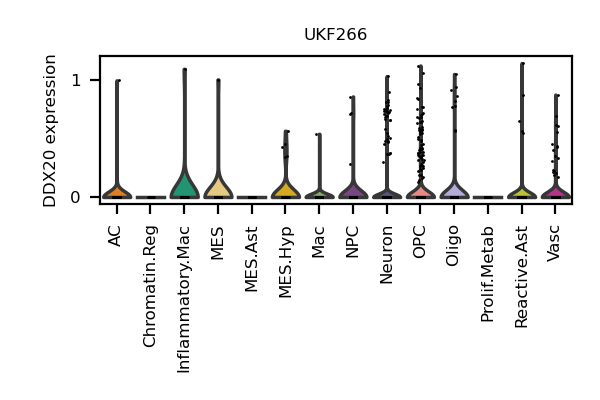 UKF266
DDX20 expression
1
0
AC
Chromatin.Reg
Inflammatory.Mac
MES
MES.Ast
MES.Hyp
Mac
NPC
Neuron
OPC
Oligo
Prolif.Metab
Reactive.Ast
Vasc